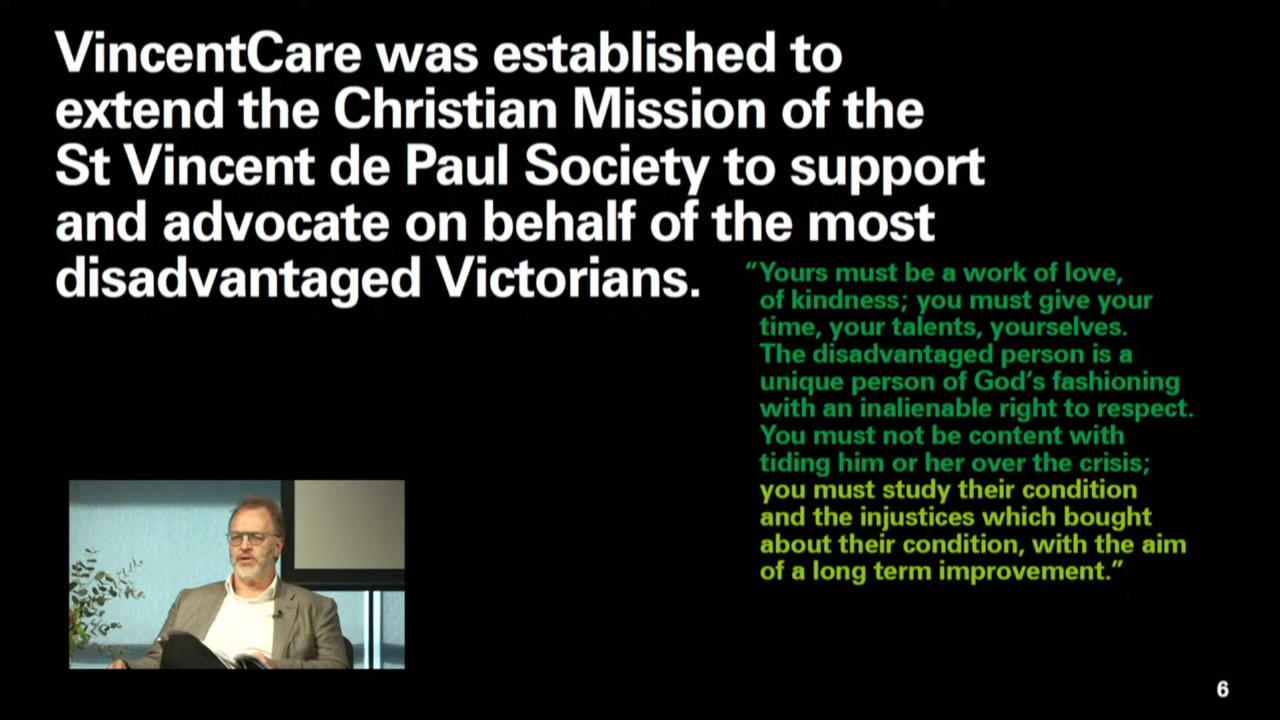 VincentCare was established to
extend the Christian Mission of the
St Vincent de Paul Society to support
and advocate on behalf of the most
disadvantaged Victorians.
“Yours must be a work of love,
of kindness; you must give your
time, your talents, yourselves.
The disadvantaged person is a
unique person of God‘s fashioning
with an inalienable right to respect.
You must not be content with
tiding him or her over the crisis;
you must study their condition
and the injustices which bought
about their condition, with the aim
of a long term improvement.”
6